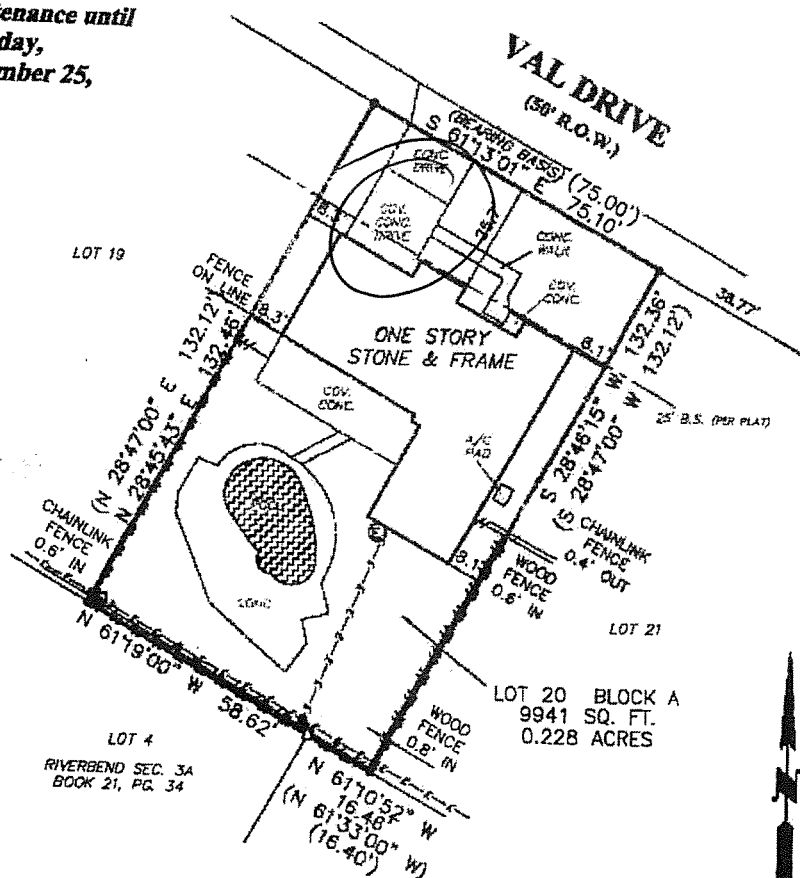 tenance until
day,
mber 25,
VAL DRIVE
(50' R.O.W.)
(BEARING BASIS)
S 61°13'01" E
(75.00')
75.10'
CONC.
DRIVE
COV.
CONC.
DRIVE
CONC.
WALK
COV.
CONC.
38.77'
LOT 19
FENCE
ON LINE
8.3'
8.1'
ONE STORY
STONE & FRAME
COV.
CONC.
A/C
PAD
25' B.S. (PER PLAT)
(N 28°47'00" E 132.12')
N 28°45'43" E 132.46'
S 28°46'15" W 132.36'
(S 28°47'00" W 132.12')
CHAINLINK
FENCE
0.6' IN
CHAINLINK
FENCE
0.4' OUT
8.1'
WOOD
FENCE
0.6' IN
CONC
LOT 21
N 61°19'00" W 58.62'
LOT 20 BLOCK A
9941 SQ. FT.
0.228 ACRES
WOOD
FENCE
0.8' IN
LOT 4
RIVERBEND SEC. 3A
BOOK 21, PG. 34
N 61°10'52" W
16.46'
(N 61°33'00" W)
(16.40')
N